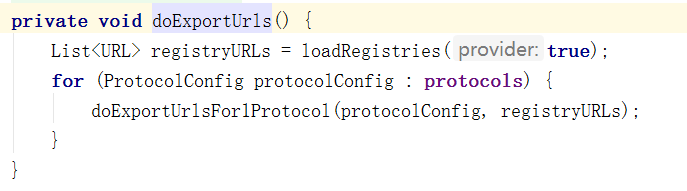 private void doExportUrls() {
List<URL> registryURLs = loadRegistries( provider: true);
for (ProtocolConfig protocolConfig : protocols) {
doExportUrlsFor1Protocol(protocolConfig, registryURLs);
}
}